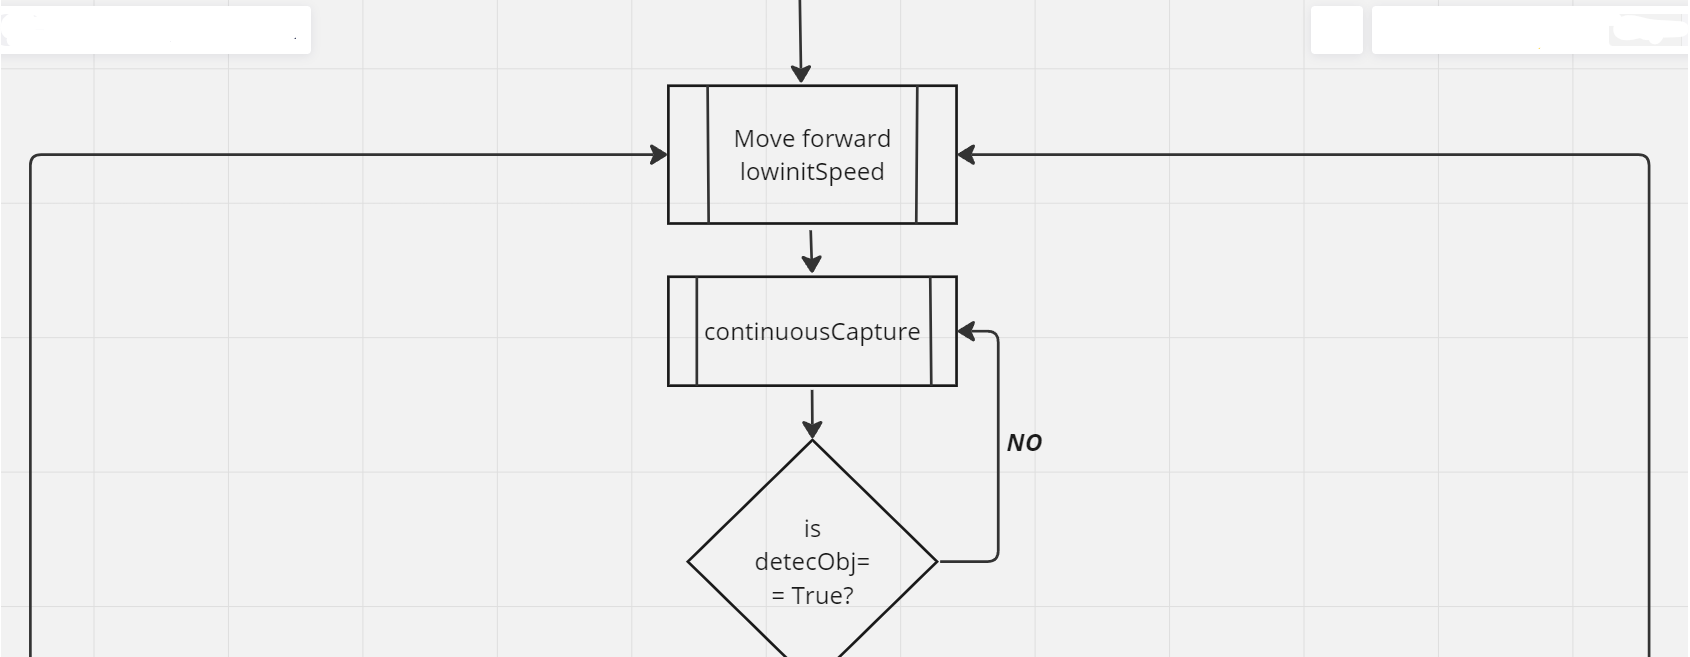 Move forward
lowinitSpeed
continuousCapture
NO
is
detecObj=
= True?